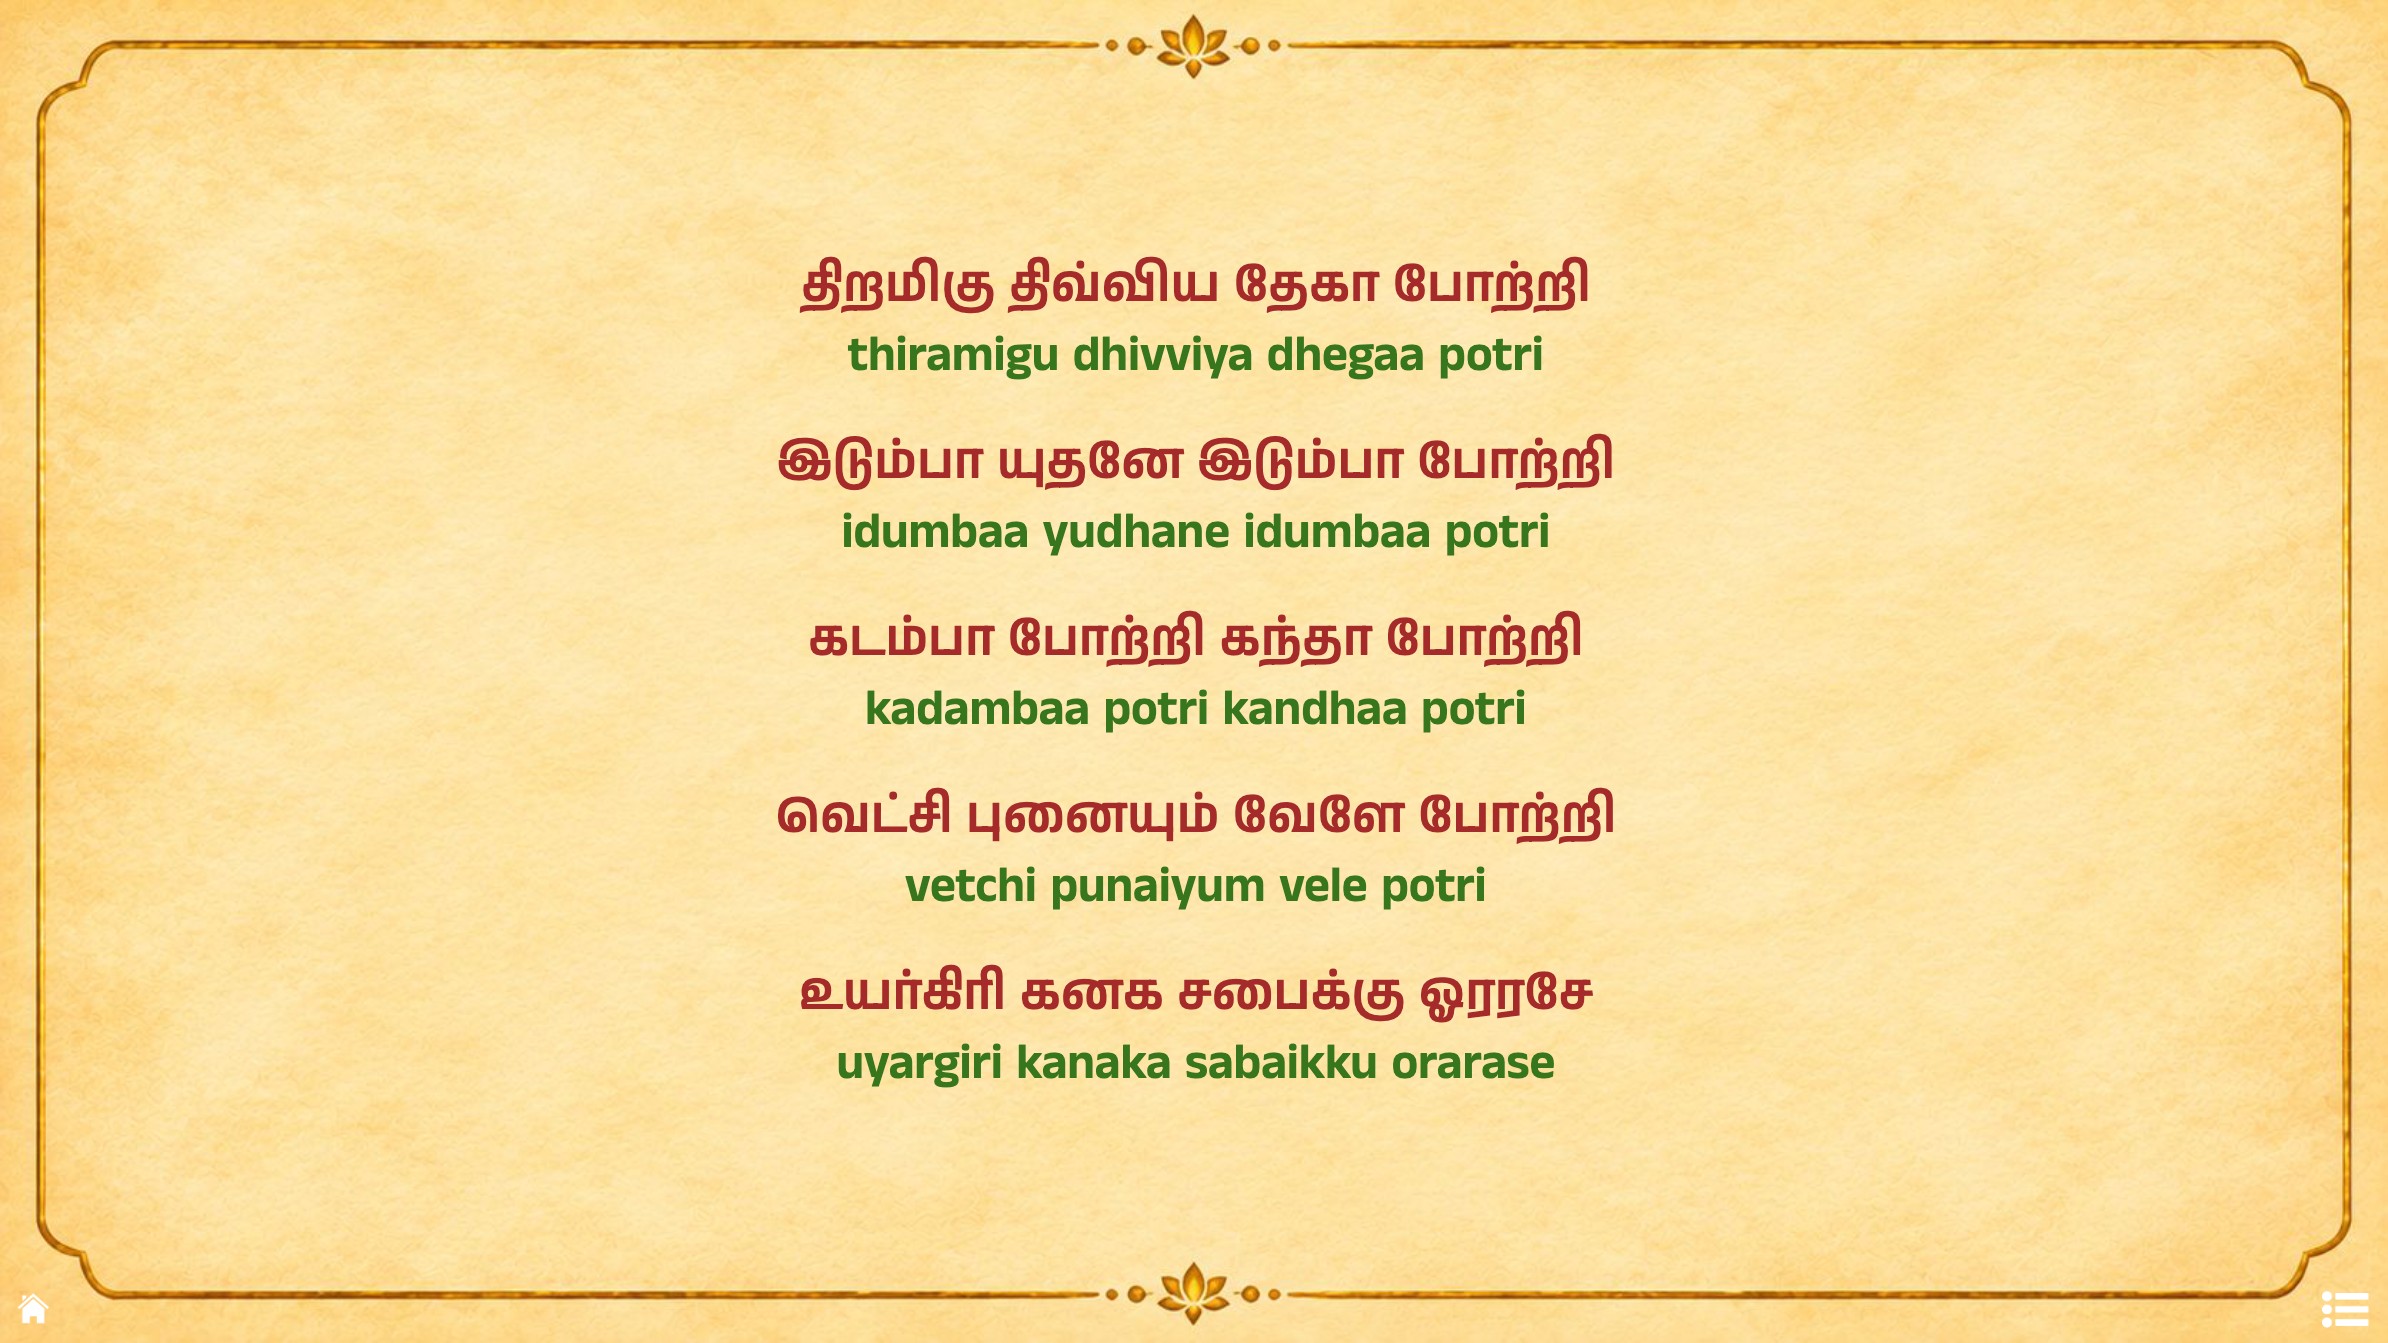 திறமிகு திவ்விய தேகா போற்றி
thiramigu dhivviya dhegaa potri
இடும்பா யுதனே இடும்பா போற்றி
idumbaa yudhane idumbaa potri
கடம்பா போற்றி கந்தா போற்றி
kadambaa potri kandhaa potri
வெட்சி புனையும் வேளே போற்றி
vetchi punaiyum vele potri
உயர்கிரி கனக சபைக்கு ஓரரசே
uyargiri kanaka sabaikku orarase